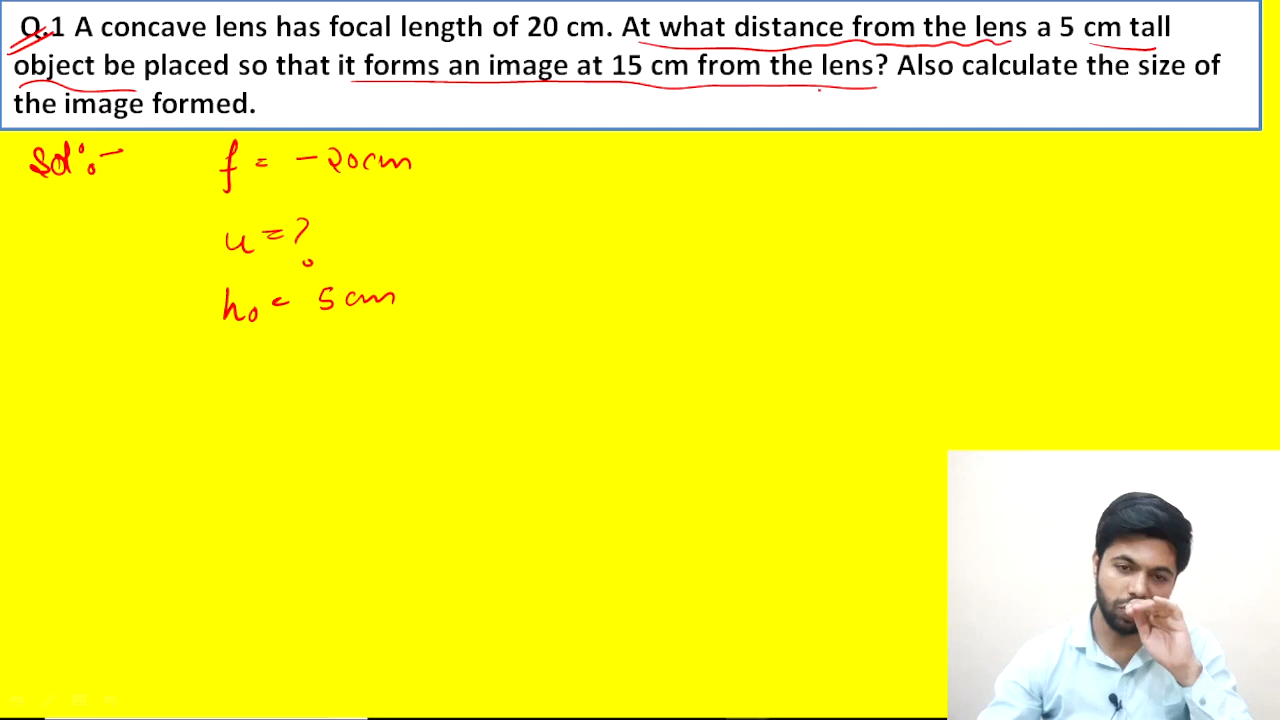 Q.1 A concave lens has focal length of 20 cm. At what distance from the lens a 5 cm tall
object be placed so that it forms an image at 15 cm from the lens? Also calculate the size of
the image formed.
Sol:-
f = -20cm
u = ?
h₀ = 5 cm